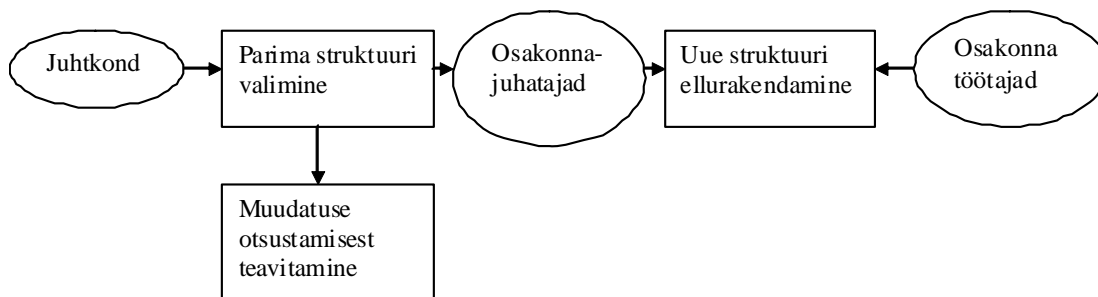 Juhtkond
Parima struktuuri
valimine
Osakonna-
juhatajad
Uue struktuuri
ellurakendamine
Osakonna
töötajad
Muudatuse
otsustamisest
teavitamine